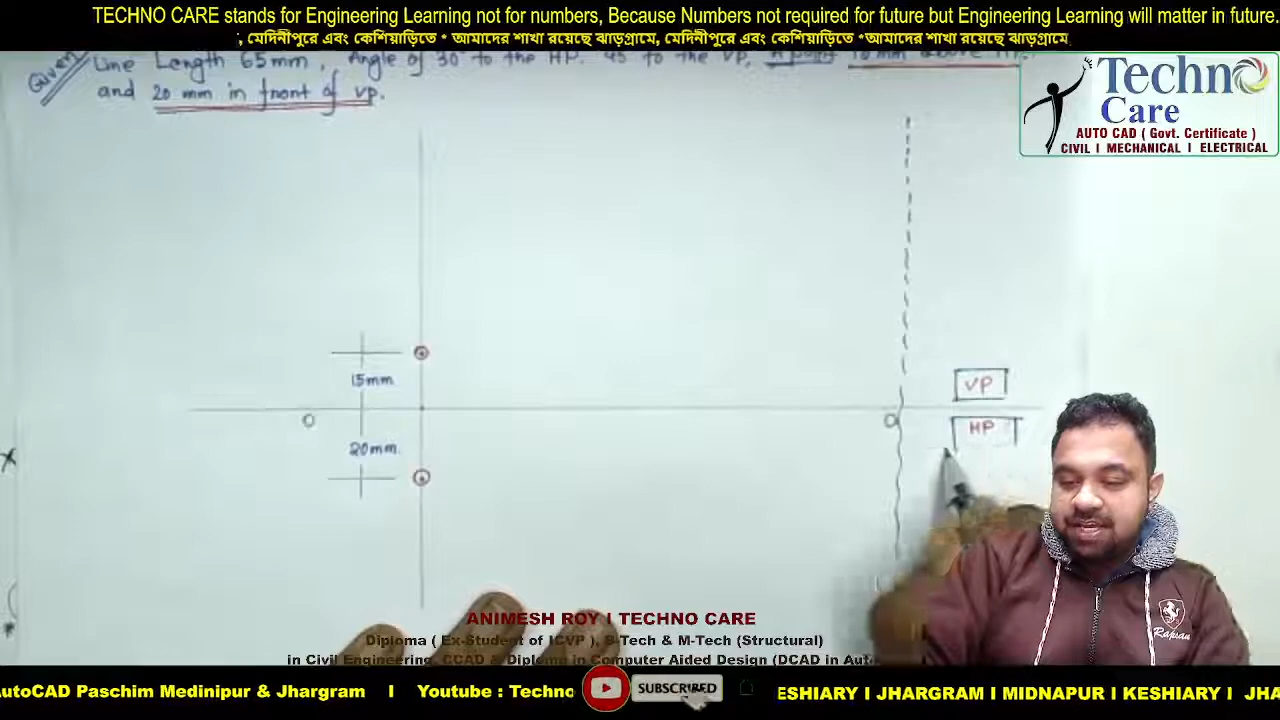 TECHNO CARE stands for Engineering Learning not for numbers, Because Numbers not required for future but Engineering Learning will matter in future.
মেদিনীপুরে এবং কেশিয়াড়িতে * আমাদের শাখা রয়েছে ঝাড়গ্রামে, মেদিনীপুরে এবং কেশিয়াড়িতে *আমাদের শাখা রয়েছে ঝাড়গ্রামে
Given Line Length 65mm, Angle of 30° to the HP. 45 to the VP,
and 20 mm in front of VP.
Techno
Care
AUTO CAD ( Govt. Certificate )
CIVIL I MECHANICAL I ELECTRICAL
15mm
VP
O
O
HP
20mm.
Rapsan
ANIMESH ROY I TECHNO CARE
Diploma ( Ex-Student of ICVP ), B-Tech & M-Tech (Structural)
in Civil Engineering, CCAD & Diploma in Computer Aided Design (DCAD in Aut
AutoCAD Paschim Medinipur & Jhargram I Youtube : Techno SUBSCRIBED ESHIARY I JHARGRAM I MIDNAPUR I KESHIARY I JHA